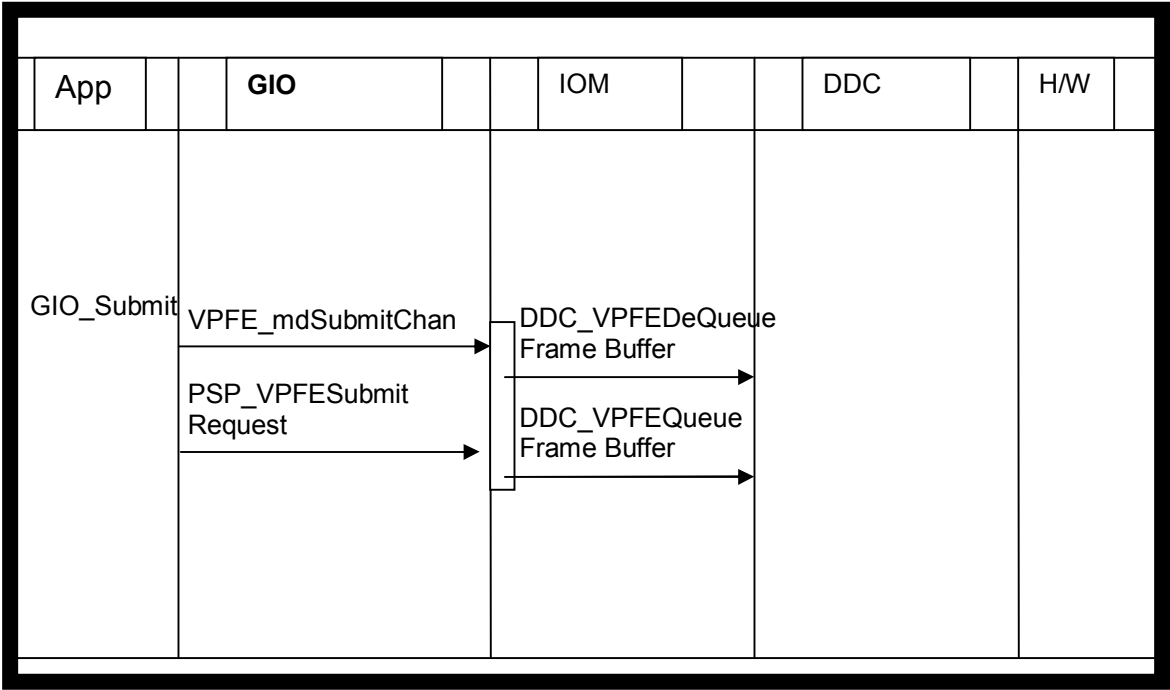 App
GIO
IOM
DDC
H/W
GIO_Submit
VPFE_mdSubmitChan
DDC_VPFEDeQueue
Frame Buffer
PSP_VPFESubmit
Request
DDC_VPFEQueue
Frame Buffer